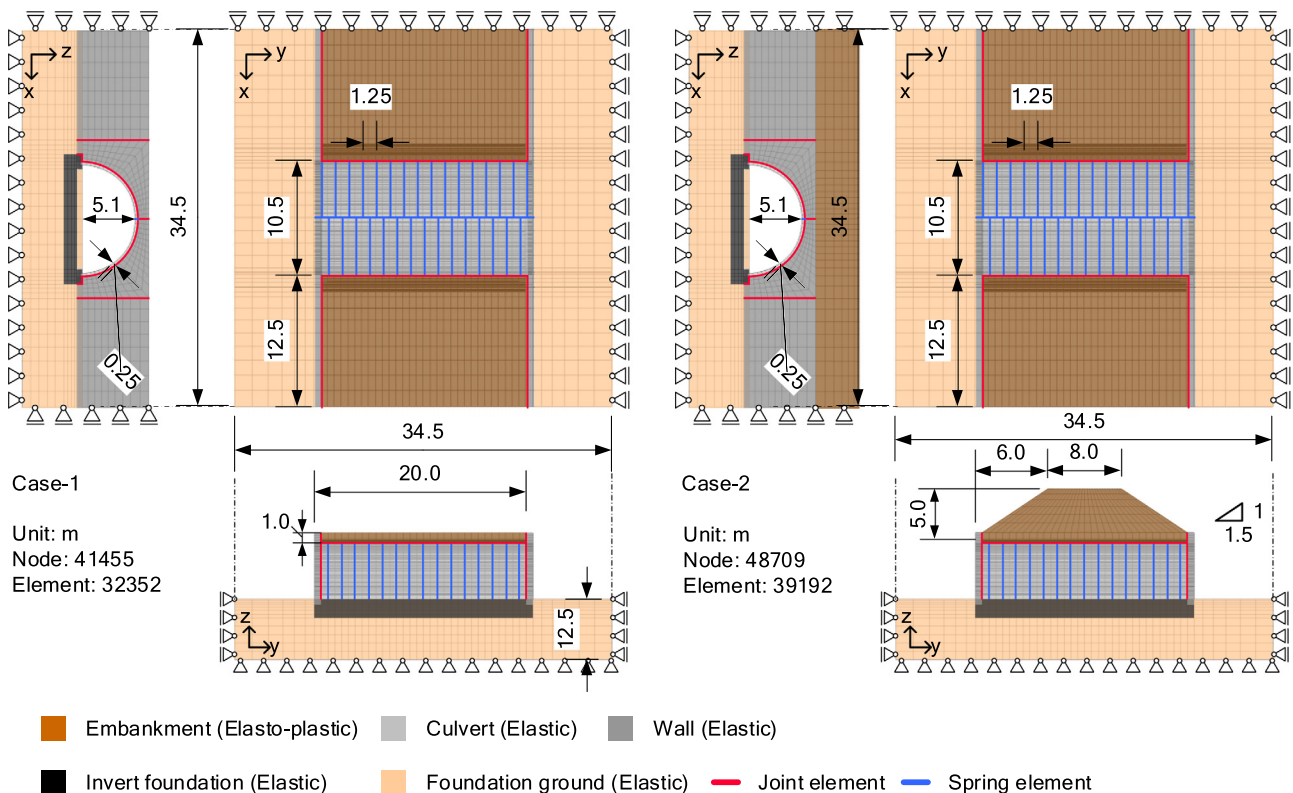 z
x
5.1
0.25
34.5
y
x
1.25
10.5
12.5
34.5
Case-1
Unit: m
Node: 41455
Element: 32352
20.0
1.0
12.5
z
y
z
x
5.1
0.25
34.5
y
x
1.25
10.5
12.5
34.5
Case-2
Unit: m
Node: 48709
Element: 39192
6.0
8.0
5.0
1
1.5
z
y
Embankment (Elasto-plastic)
Culvert (Elastic)
Wall (Elastic)
Invert foundation (Elastic)
Foundation ground (Elastic)
Joint element
Spring element